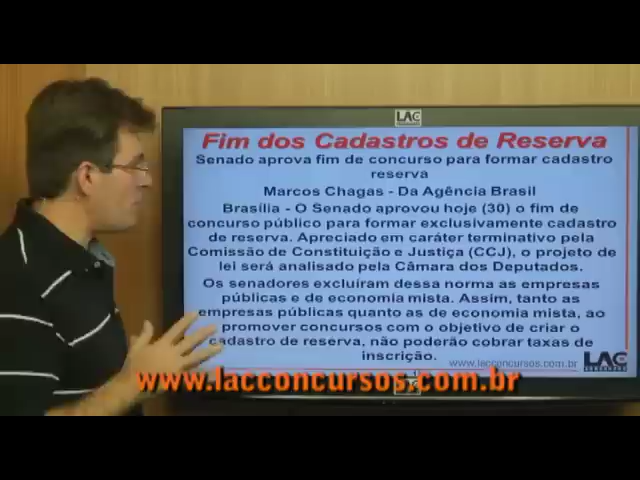 LAC
Fim dos Cadastros de Reserva
Senado aprova fim de concurso para formar cadastro
reserva
Marcos Chagas - Da Agência Brasil
Brasília - O Senado aprovou hoje (30) o fim de
concurso público para formar exclusivamente cadastro
de reserva. Apreciado em caráter terminativo pela
Comissão de Constituição e Justiça (CCJ), o projeto de
lei será analisado pela Câmara dos Deputados.
Os senadores excluíram dessa norma as empresas
públicas e de economia mista. Assim, tanto as
empresas públicas quanto as de economia mista, ao
promover concursos com o objetivo de criar o
cadastro de reserva, não poderão cobrar taxas de
inscrição.
www.lacconcursos.com.br
LAC
www.lacconcursos.com.br